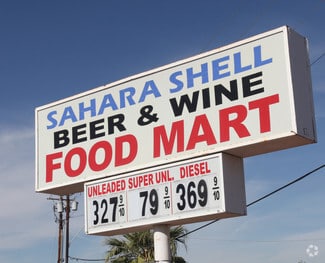 SAHARA SHELL
BEER & WINE
FOOD MART
UNLEADED SUPER UNL. DIESEL
327 9/10 79 9/10 369 9/10